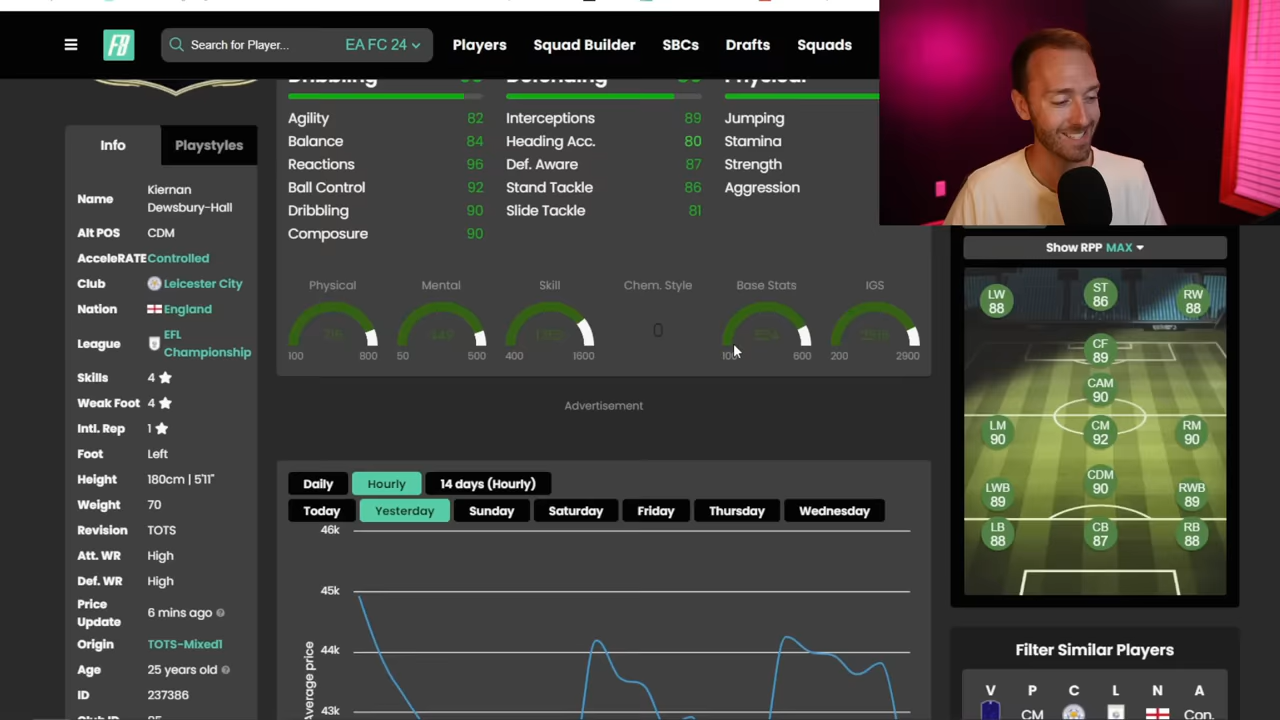 FB
Search for Player...
EA FC 24
Players
Squad Builder
SBCs
Drafts
Squads
Dribbling
Defending
Physical
Agility 82
Balance 84
Reactions 96
Ball Control 92
Dribbling 90
Composure 90
Interceptions 89
Heading Acc. 80
Def. Aware 87
Stand Tackle 86
Slide Tackle 81
Jumping
Stamina
Strength
Aggression
Info
Playstyles
Name Kiernan
Dewsbury-Hall
Alt POS CDM
AcceleRATE Controlled
Club Leicester City
Nation England
League EFL
Championship
Skills 4
Weak Foot 4
Intl. Rep 1
Foot Left
Height 180cm | 5'11"
Weight 70
Revision TOTS
Att. WR High
Def. WR High
Price
Update 6 mins ago
Origin TOTS-Mixed1
Age 25 years old
ID 237386
Physical
100 800
Mental
50 500
Skill
400 1600
Chem. Style
0
Base Stats
100 600
IGS
200 2900
Advertisement
Daily
Hourly
14 days (Hourly)
Today
Yesterday
Sunday
Saturday
Friday
Thursday
Wednesday
46k
45k
44k
43k
Average price
Show RPP MAX
LW
88
ST
86
RW
88
CF
89
CAM
90
LM
90
CM
92
RM
90
CDM
90
LWB
89
RWB
89
LB
88
CB
87
RB
88
Filter Similar Players
V P C L N A
CM
Con.